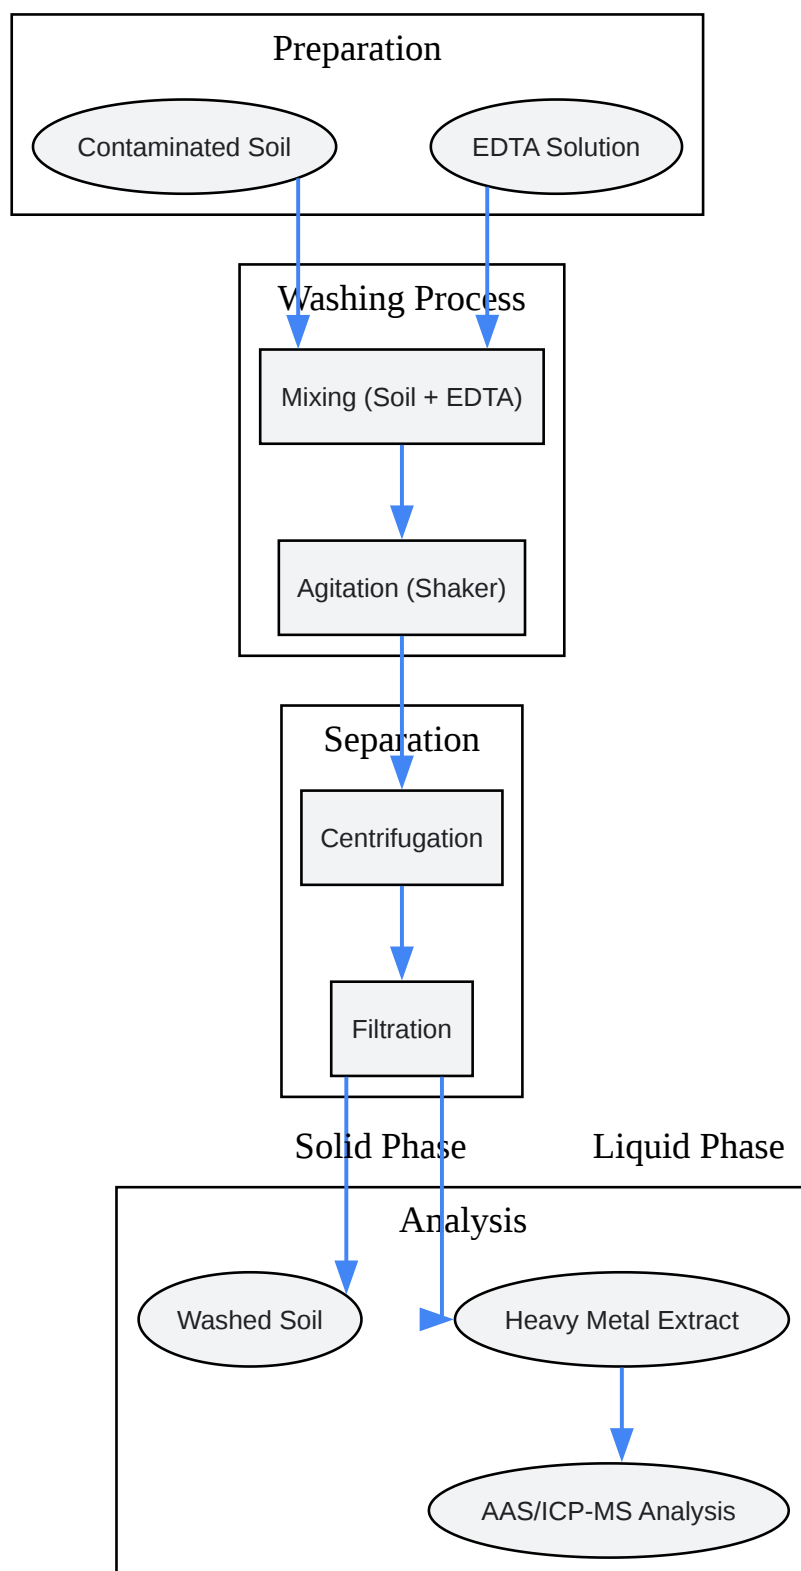 Preparation
Contaminated Soil
EDTA Solution
Washing Process
Mixing (Soil + EDTA)
Agitation (Shaker)
Separation
Centrifugation
Filtration
Solid Phase
Liquid Phase
Analysis
Washed Soil
Heavy Metal Extract
AAS/ICP-MS Analysis